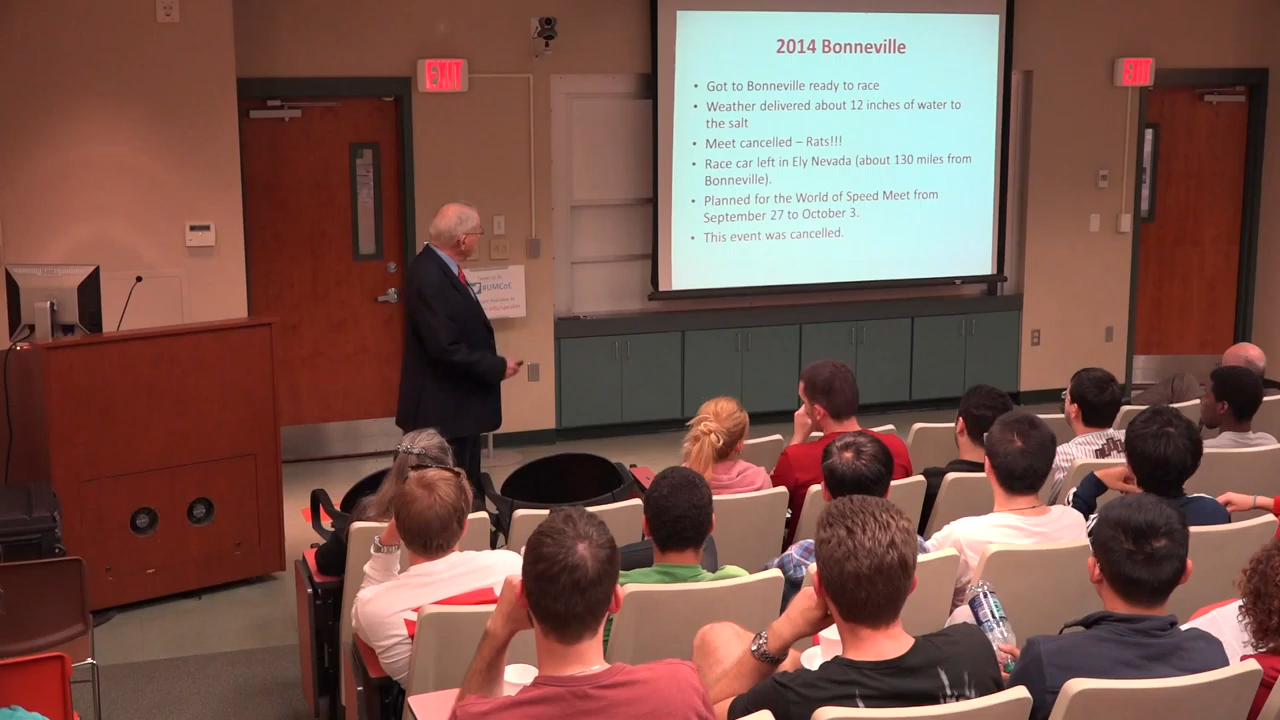 EXIT
2014 Bonneville
EXIT
• Got to Bonneville ready to race
• Weather delivered about 12 inches of water to
the salt
• Meet cancelled – Rats!!!
• Race car left in Ely Nevada (about 130 miles from
Bonneville).
• Planned for the World of Speed Meet from
September 27 to October 3.
• This event was cancelled.
#UMCoE